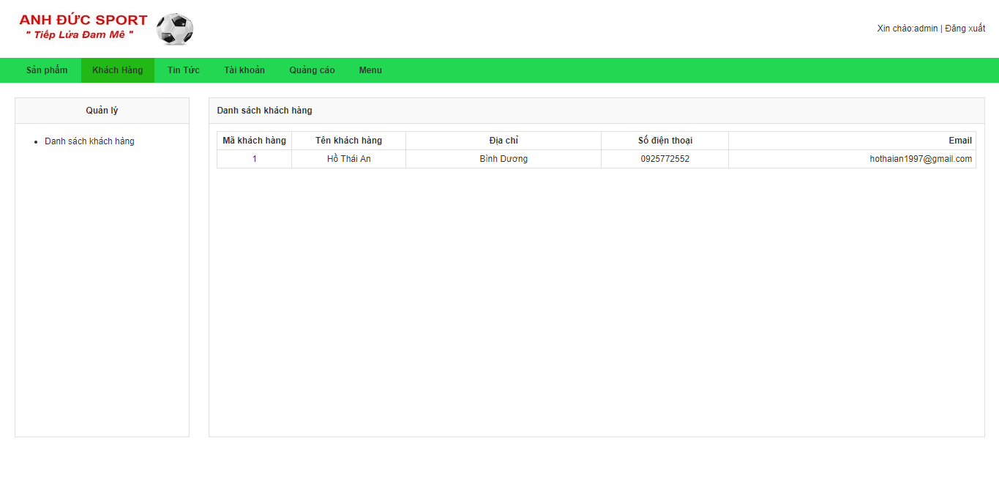 ANH ĐỨC SPORT
" Tiếp Lửa Đam Mê "
Xin chào:admin | Đăng xuất
Sản phẩm Khách Hàng Tin Tức Tài khoản Quảng cáo Menu
Quản lý
Danh sách khách hàng
Danh sách khách hàng
Mã khách hàng Tên khách hàng Địa chỉ Số điện thoại Email
1 Hồ Thái An Bình Dương 0925772552 hothaian1997@gmail.com